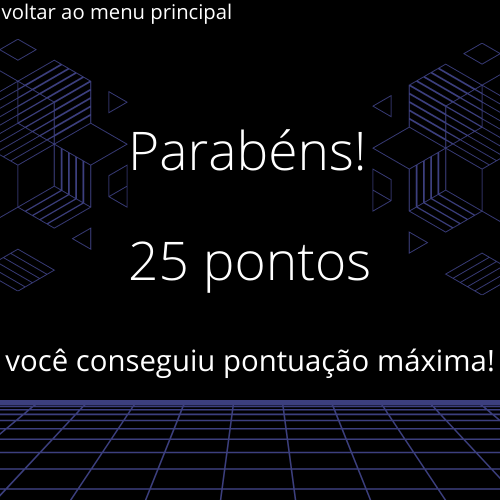 voltar ao menu principal
Parabéns!
25 pontos
você conseguiu pontuação máxima!